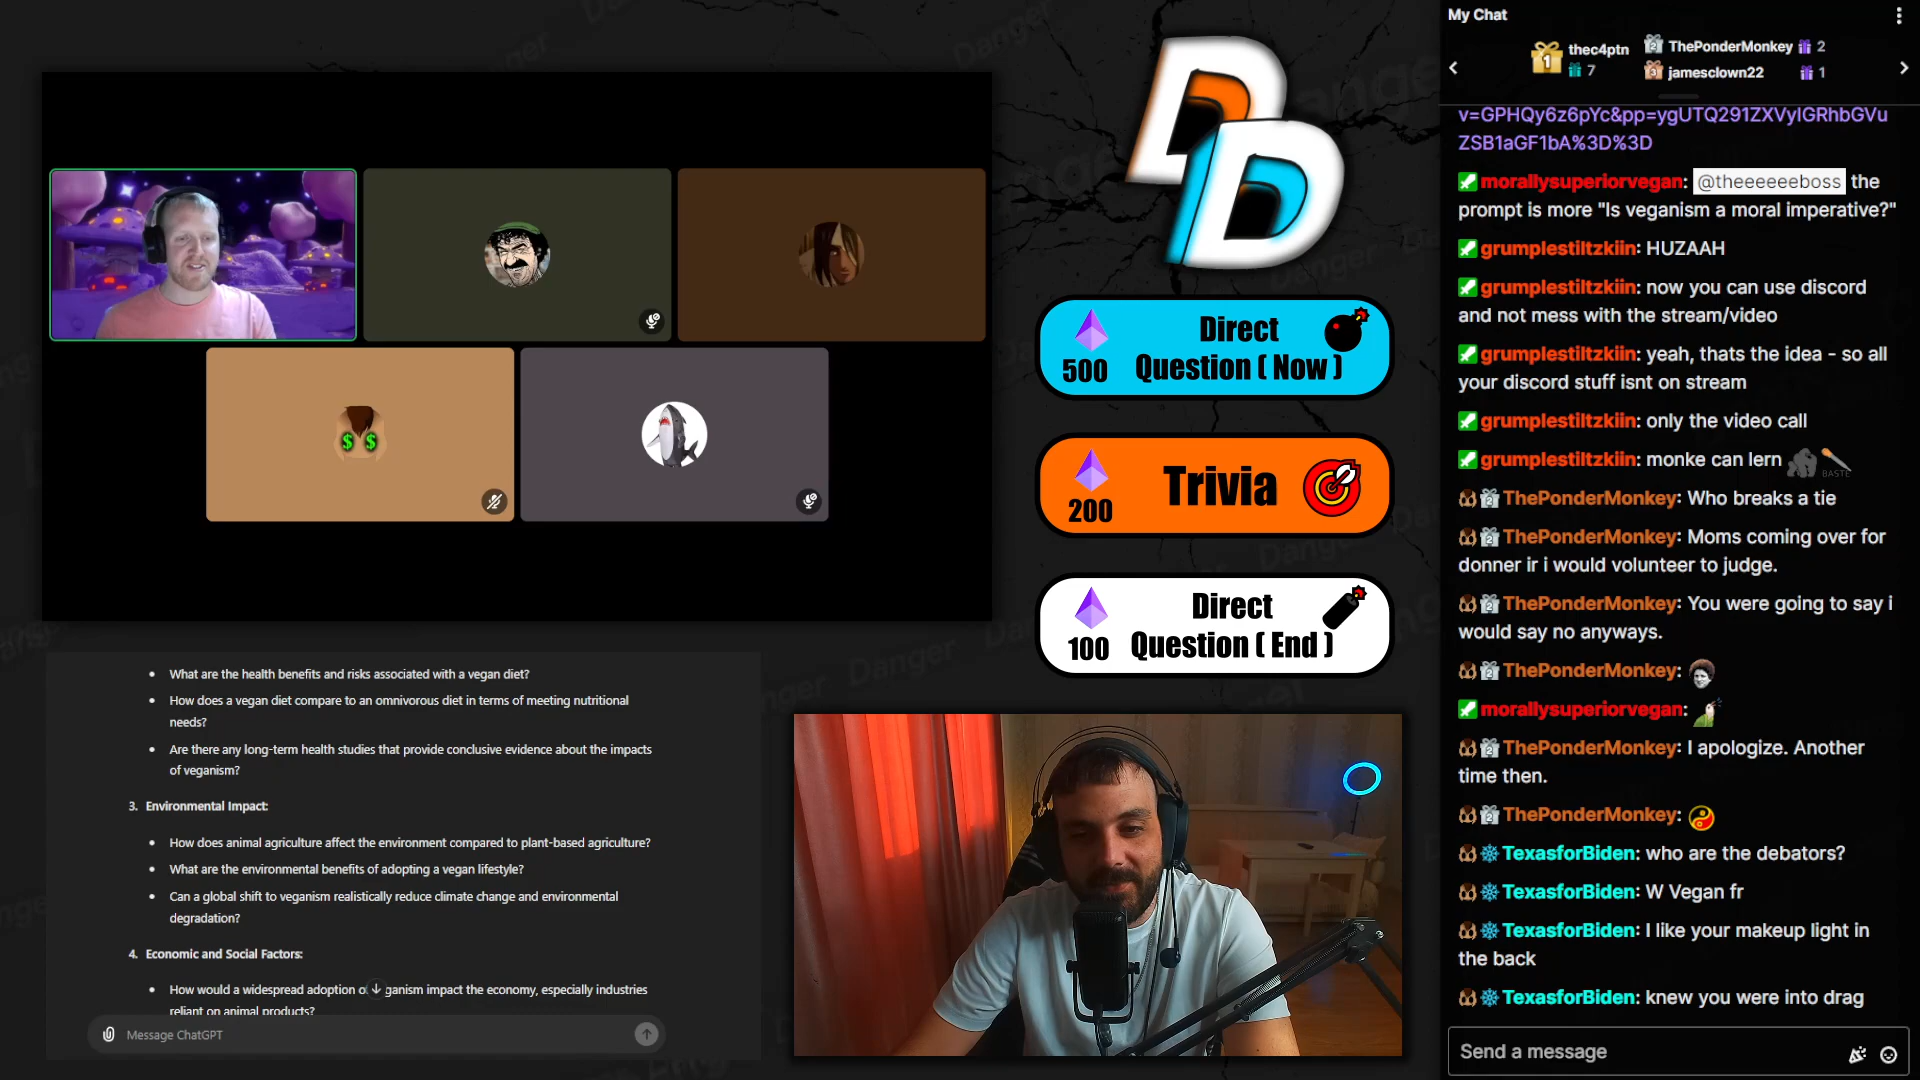 DD
500
Direct
Question ( Now )
200
Trivia
100
Direct
Question ( End )
• What are the health benefits and risks associated with a vegan diet?
• How does a vegan diet compare to an omnivorous diet in terms of meeting nutritional
needs?
• Are there any long-term health studies that provide conclusive evidence about the impacts
of veganism?
3. Environmental Impact:
• How does animal agriculture affect the environment compared to plant-based agriculture?
• What are the environmental benefits of adopting a vegan lifestyle?
• Can a global shift to veganism realistically reduce climate change and environmental
degradation?
4. Economic and Social Factors:
• How would a widespread adoption o ganism impact the economy, especially industries
reliant on animal products?
Message ChatGPT
My Chat
1 thec4ptn
7
2 ThePonderMonkey 2
3 jamesclown22 1
v=GPHQy6z6pYc&pp=ygUTQ291ZXVyIGRhbGVu
ZSB1aGF1bA%3D%3D
morallysuperiorvegan: @theeeeeeboss the
prompt is more "Is veganism a moral imperative?"
grumplestiltzkiin: HUZAAH
grumplestiltzkiin: now you can use discord
and not mess with the stream/video
grumplestiltzkiin: yeah, thats the idea - so all
your discord stuff isnt on stream
grumplestiltzkiin: only the video call
grumplestiltzkiin: monke can lern BASTE
ThePonderMonkey: Who breaks a tie
ThePonderMonkey: Moms coming over for
donner ir i would volunteer to judge.
ThePonderMonkey: You were going to say i
would say no anyways.
ThePonderMonkey:
morallysuperiorvegan:
ThePonderMonkey: I apologize. Another
time then.
ThePonderMonkey:
TexasforBiden: who are the debators?
TexasforBiden: W Vegan fr
TexasforBiden: I like your makeup light in
the back
TexasforBiden: knew you were into drag
Send a message